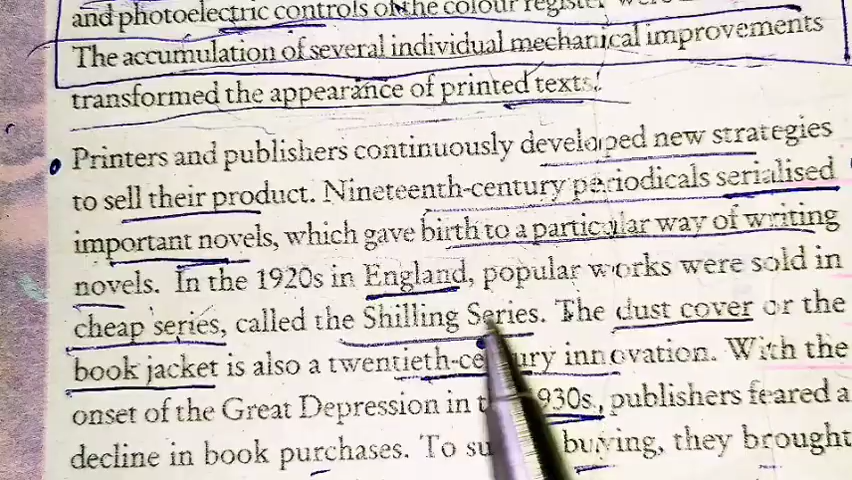 and photoelectric controls of the colour register were
The accumulation of several individual mechanical improvements
transformed the appearance of printed texts.
Printers and publishers continuously developed new strategies
to sell their product. Nineteenth-century periodicals serialised
important novels, which gave birth to a particular way of writing
novels. In the 1920s in England, popular works were sold in
cheap series, called the Shilling Series. The dust cover or the
book jacket is also a twentieth-century innovation. With the
onset of the Great Depression in 930s, publishers feared a
decline in book purchases. To buying, they brought